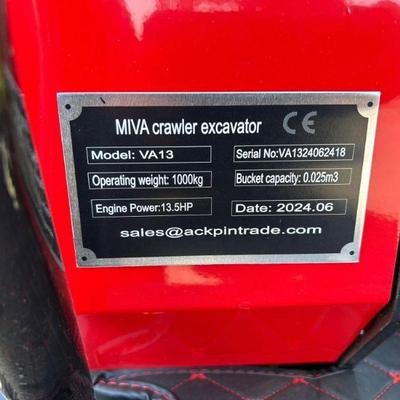 MIVA crawler excavator CE
Model: VA13 Serial No:VA1324062418
Operating weight: 1000kg Bucket capacity: 0.025m3
Engine Power:13.5HP Date: 2024.06
sales@ackpintrade.com